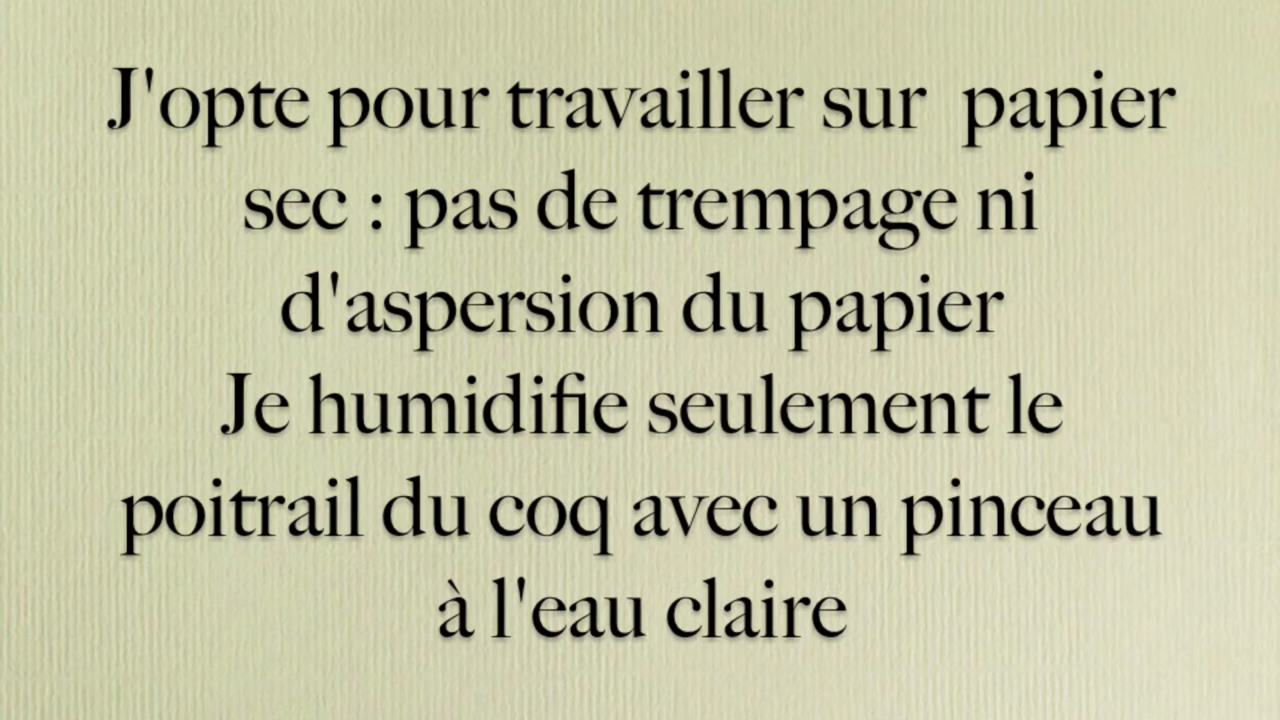 J'opte pour travailler sur  papier
sec : pas de trempage ni
d'aspersion du papier
Je humidifie seulement le
poitrail du coq avec un pinceau
à l'eau claire